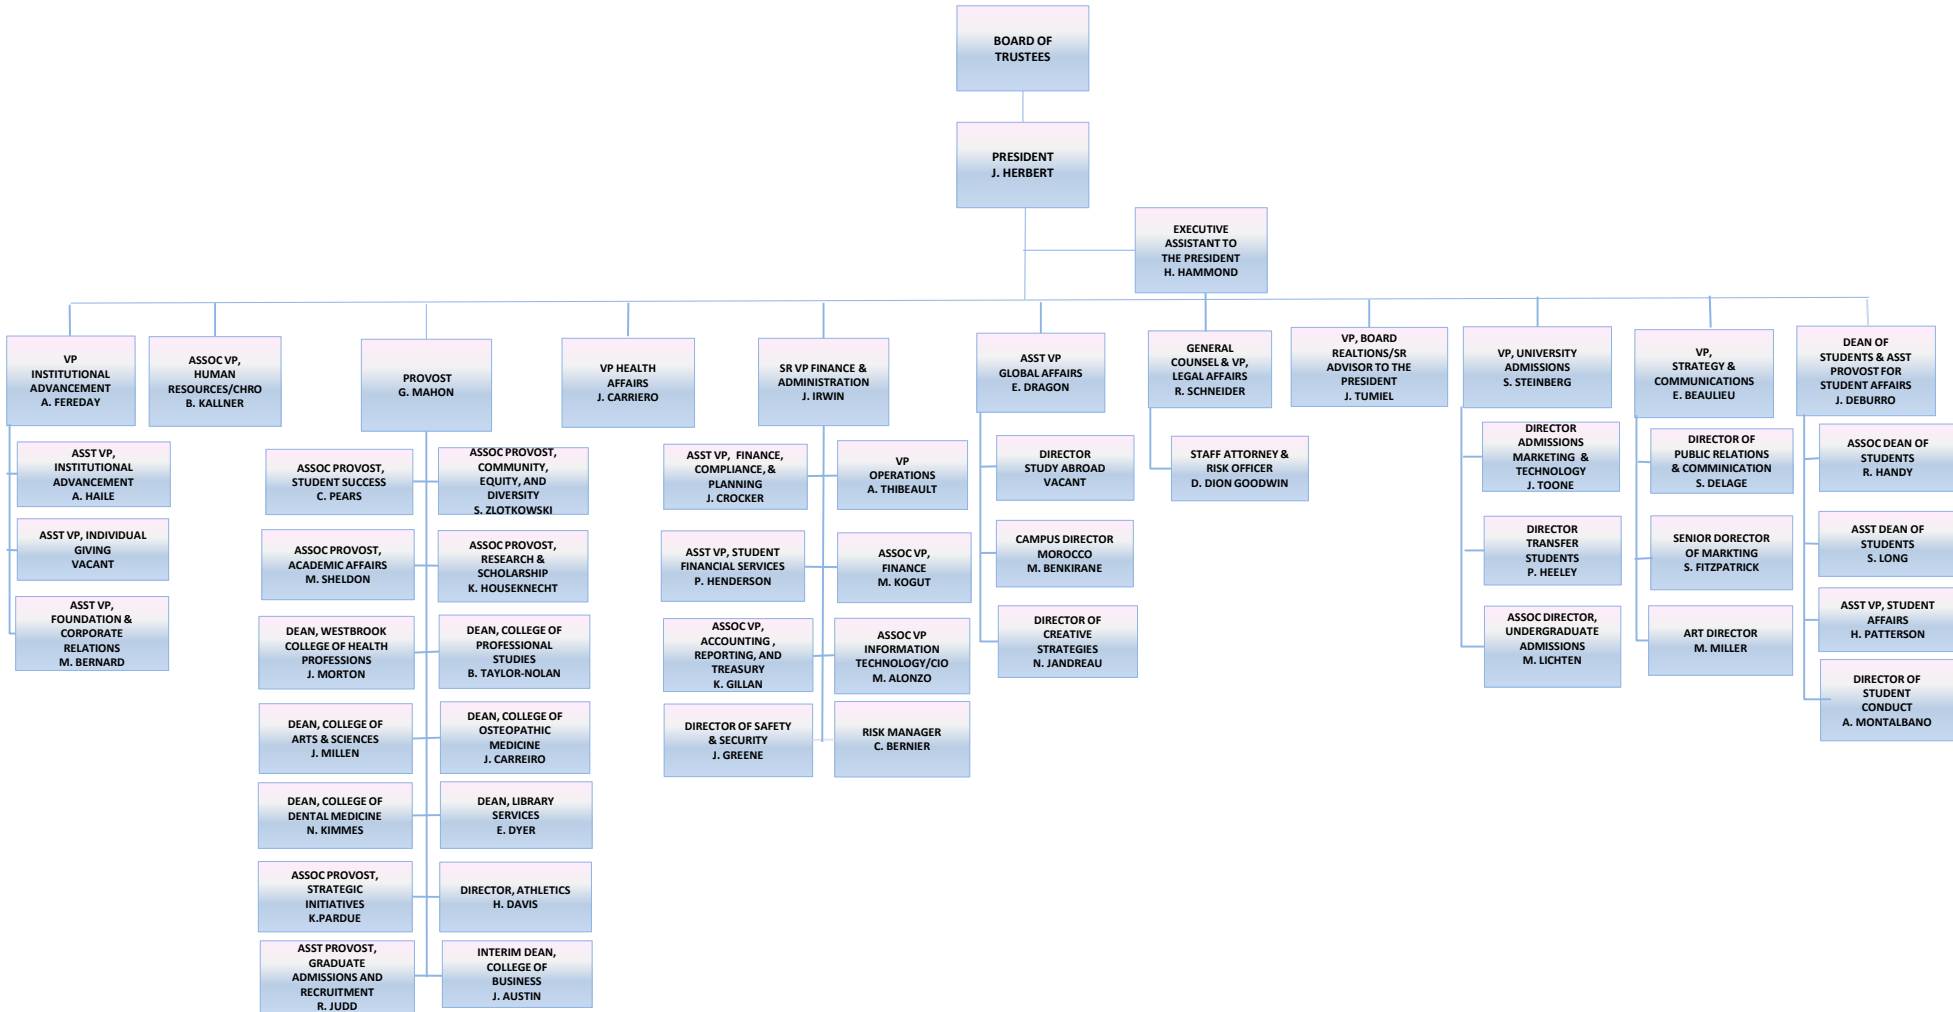 BOARD OF
TRUSTEES
PRESIDENT
J. HERBERT
EXECUTIVE
ASSISTANT TO
THE PRESIDENT
H. HAMMOND
VP
INSTITUTIONAL
ADVANCEMENT
A. FEREDAY
ASSOC VP,
HUMAN
RESOURCES/CHRO
B. KALLNER
PROVOST
G. MAHON
VP HEALTH
AFFAIRS
J. CARRIERO
SR VP FINANCE &
ADMINISTRATION
J. IRWIN
ASST VP
GLOBAL AFFAIRS
E. DRAGON
GENERAL
COUNSEL & VP,
LEGAL AFFAIRS
R. SCHNEIDER
VP, BOARD
REALTIONS/SR
ADVISOR TO THE
PRESIDENT
J. TUMIEL
VP, UNIVERSITY
ADMISSIONS
S. STEINBERG
VP,
STRATEGY &
COMMUNICATIONS
E. BEAULIEU
DEAN OF
STUDENTS & ASST
PROVOST FOR
STUDENT AFFAIRS
J. DEBURRO
ASST VP,
INSTITUTIONAL
ADVANCEMENT
A. HAILE
ASST VP, INDIVIDUAL
GIVING
VACANT
ASST VP,
FOUNDATION &
CORPORATE
RELATIONS
M. BERNARD
ASSOC PROVOST,
STUDENT SUCCESS
C. PEARS
ASSOC PROVOST,
COMMUNITY,
EQUITY, AND
DIVERSITY
S. ZLOTKOWSKI
ASSOC PROVOST,
ACADEMIC AFFAIRS
M. SHELDON
ASSOC PROVOST,
RESEARCH &
SCHOLARSHIP
K. HOUSEKNECHT
DEAN, WESTBROOK
COLLEGE OF HEALTH
PROFESSIONS
J. MORTON
DEAN, COLLEGE OF
PROFESSIONAL
STUDIES
B. TAYLOR-NOLAN
DEAN, COLLEGE OF
ARTS & SCIENCES
J. MILLEN
DEAN, COLLEGE OF
OSTEOPATHIC
MEDICINE
J. CARREIRO
DEAN, COLLEGE OF
DENTAL MEDICINE
N. KIMMES
DEAN, LIBRARY
SERVICES
E. DYER
ASSOC PROVOST,
STRATEGIC
INITIATIVES
K.PARDUE
DIRECTOR, ATHLETICS
H. DAVIS
ASST PROVOST,
GRADUATE
ADMISSIONS AND
RECRUITMENT
R. JUDD
INTERIM DEAN,
COLLEGE OF
BUSINESS
J. AUSTIN
ASST VP, FINANCE,
COMPLIANCE, &
PLANNING
J. CROCKER
VP
OPERATIONS
A. THIBEAULT
ASST VP, STUDENT
FINANCIAL SERVICES
P. HENDERSON
ASSOC VP,
FINANCE
M. KOGUT
ASSOC VP,
ACCOUNTING ,
REPORTING, AND
TREASURY
K. GILLAN
ASSOC VP
INFORMATION
TECHNOLOGY/CIO
M. ALONZO
DIRECTOR OF SAFETY
& SECURITY
J. GREENE
RISK MANAGER
C. BERNIER
DIRECTOR
STUDY ABROAD
VACANT
CAMPUS DIRECTOR
MOROCCO
M. BENKIRANE
DIRECTOR OF
CREATIVE
STRATEGIES
N. JANDREAU
STAFF ATTORNEY &
RISK OFFICER
D. DION GOODWIN
DIRECTOR
ADMISSIONS
MARKETING &
TECHNOLOGY
J. TOONE
DIRECTOR
TRANSFER
STUDENTS
P. HEELEY
ASSOC DIRECTOR,
UNDERGRADUATE
ADMISSIONS
M. LICHTEN
DIRECTOR OF
PUBLIC RELATIONS
& COMMINICATION
S. DELAGE
SENIOR DORECTOR
OF MARKTING
S. FITZPATRICK
ART DIRECTOR
M. MILLER
ASSOC DEAN OF
STUDENTS
R. HANDY
ASST DEAN OF
STUDENTS
S. LONG
ASST VP, STUDENT
AFFAIRS
H. PATTERSON
DIRECTOR OF
STUDENT
CONDUCT
A. MONTALBANO